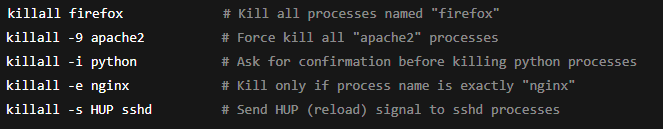 killall firefox # Kill all processes named "firefox"
killall -9 apache2 # Force kill all "apache2" processes
killall -i python # Ask for confirmation before killing python processes
killall -e nginx # Kill only if process name is exactly "nginx"
killall -s HUP sshd # Send HUP (reload) signal to sshd processes